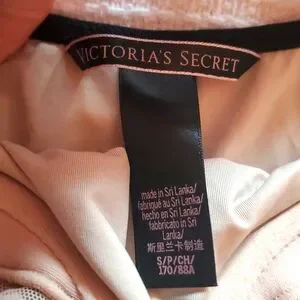 VICTORIA'S SECRET
made in Sri Lanka/
fabriqué au Sri Lanka/
hecho en Sri Lanka/
fabbricato in Sri
Lanka/
斯里兰卡制造
S/P/CH/
170/88A